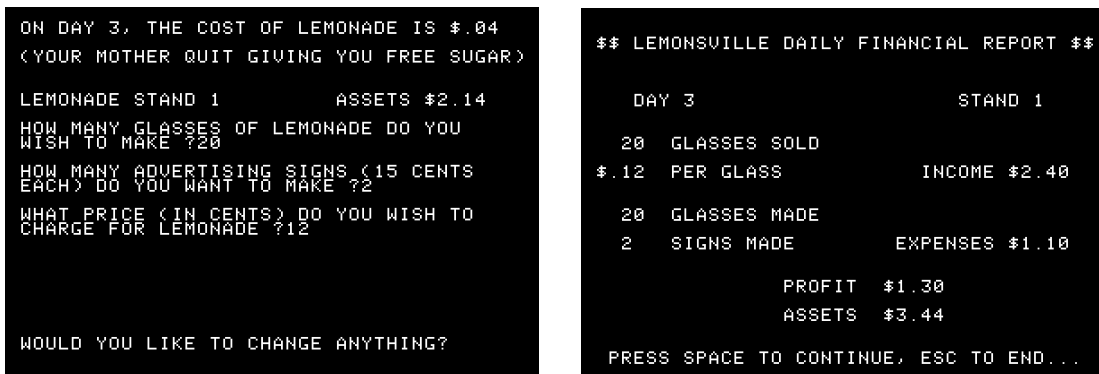 ON DAY 3, THE COST OF LEMONADE IS $.04
(YOUR MOTHER QUIT GIVING YOU FREE SUGAR)
LEMONADE STAND 1 ASSETS $2.14
HOW MANY GLASSES OF LEMONADE DO YOU
WISH TO MAKE ?20
HOW MANY ADVERTISING SIGNS (15 CENTS
EACH) DO YOU WANT TO MAKE ?2
WHAT PRICE (IN CENTS) DO YOU WISH TO
CHARGE FOR LEMONADE ?12
WOULD YOU LIKE TO CHANGE ANYTHING?
$$ LEMONSVILLE DAILY FINANCIAL REPORT $$
DAY 3 STAND 1
20 GLASSES SOLD
$.12 PER GLASS INCOME $2.40
20 GLASSES MADE
2 SIGNS MADE EXPENSES $1.10
PROFIT $1.30
ASSETS $3.44
PRESS SPACE TO CONTINUE, ESC TO END...